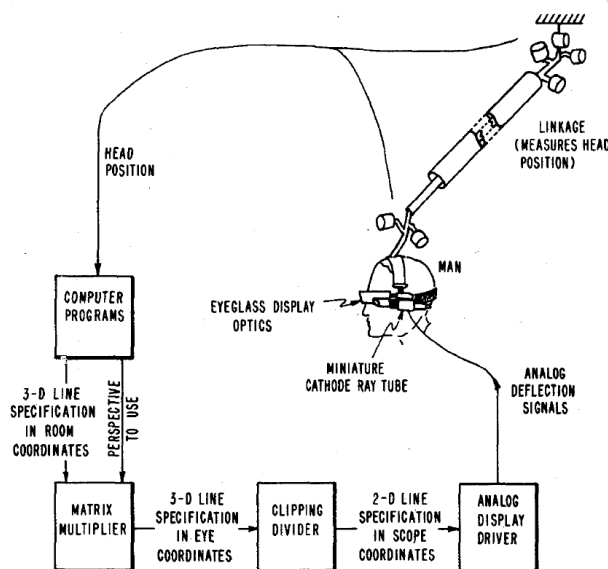 LINKAGE
(MEASURES HEAD
POSITION)
HEAD
POSITION
MAN
COMPUTER
PROGRAMS
EYEGLASS DISPLAY
OPTICS
MINIATURE
CATHODE RAY TUBE
ANALOG
DEFLECTION
SIGNALS
3-D LINE
SPECIFICATION
IN ROOM
COORDINATES
PERSPECTIVE
TO USE
MATRIX
MULTIPLIER
3-D LINE
SPECIFICATION
IN EYE
COORDINATES
CLIPPING
DIVIDER
2-D LINE
SPECIFICATION
IN SCOPE
COORDINATES
ANALOG
DISPLAY
DRIVER